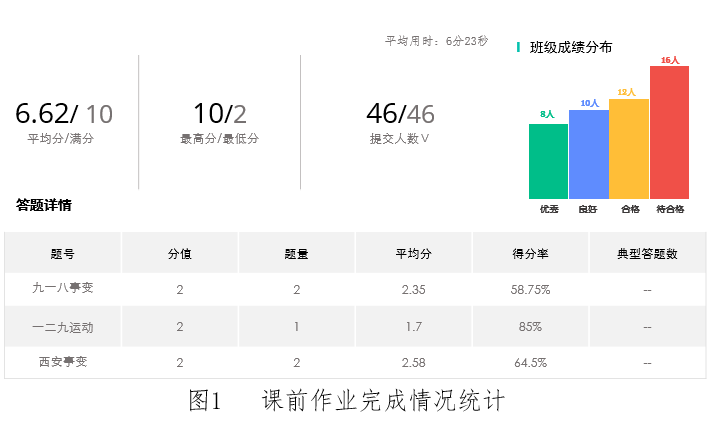 平均用时：6分23秒
班级成绩分布
6.62/ 10
平均分/满分
10/2
最高分/最低分
46/46
提交人数∨
8人
10人
12人
16人
优秀
良好
合格
待合格
答题详情
题号 分值 题量 平均分 得分率 典型答题数
九一八事变 2 2 2.35 58.75% --
一二九运动 2 1 1.7 85% --
西安事变 2 2 2.58 64.5% --
图1 课前作业完成情况统计